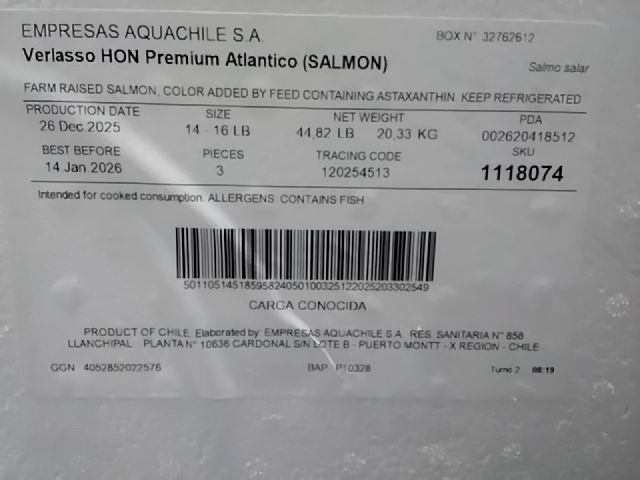 EMPRESAS AQUACHILE S.A.
BOX N° 32762612
Verlasso HON Premium Atlantico (SALMON)
Salmo salar
FARM RAISED SALMON, COLOR ADDED BY FEED CONTAINING ASTAXANTHIN. KEEP REFRIGERATED
PRODUCTION DATE SIZE NET WEIGHT PDA
26 Dec 2025 14 - 16 LB 44,82 LB 20,33 KG 002620418512
BEST BEFORE PIECES TRACING CODE SKU
14 Jan 2026 3 120254513 1118074
Intended for cooked consumption. ALLERGENS: CONTAINS FISH
50110514518595824050100325122025203302549
CARGA CONOCIDA
PRODUCT OF CHILE. Elaborated by: EMPRESAS AQUACHILE S.A. RES. SANITARIA N° 858
LLANCHIPAL PLANTA N° 10636 CARDONAL S/N LOTE B - PUERTO MONTT - X REGION - CHILE
GGN 4052852022576 BAP P10328 Turno 2 08:19